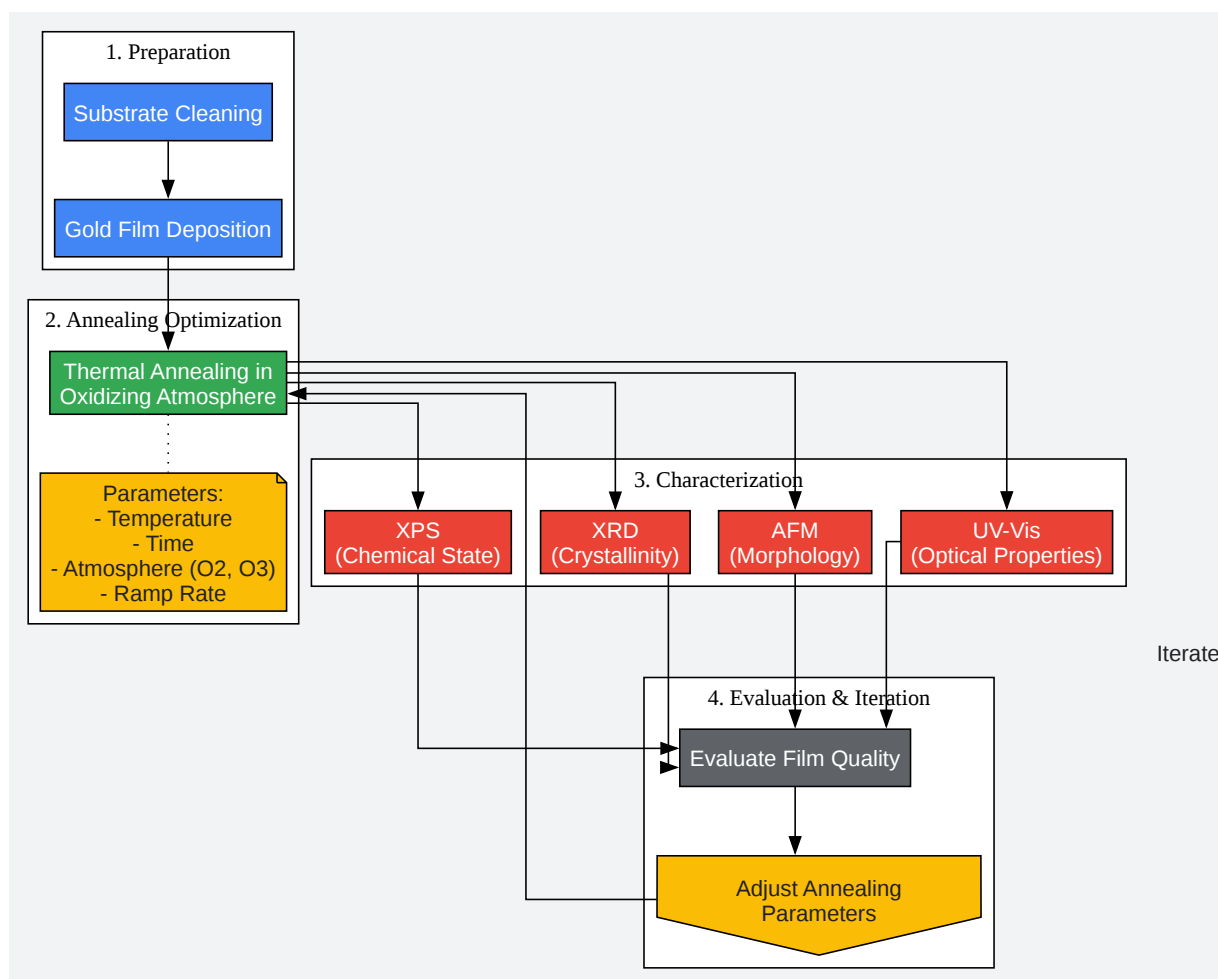 1. Preparation
Substrate Cleaning
Gold Film Deposition
2. Annealing Optimization
Thermal Annealing in
Oxidizing Atmosphere
Parameters:
- Temperature
- Time
- Atmosphere (O2, O3)
- Ramp Rate
3. Characterization
XPS
(Chemical State)
XRD
(Crystallinity)
AFM
(Morphology)
UV-Vis
(Optical Properties)
Iterate
4. Evaluation & Iteration
Evaluate Film Quality
Adjust Annealing
Parameters